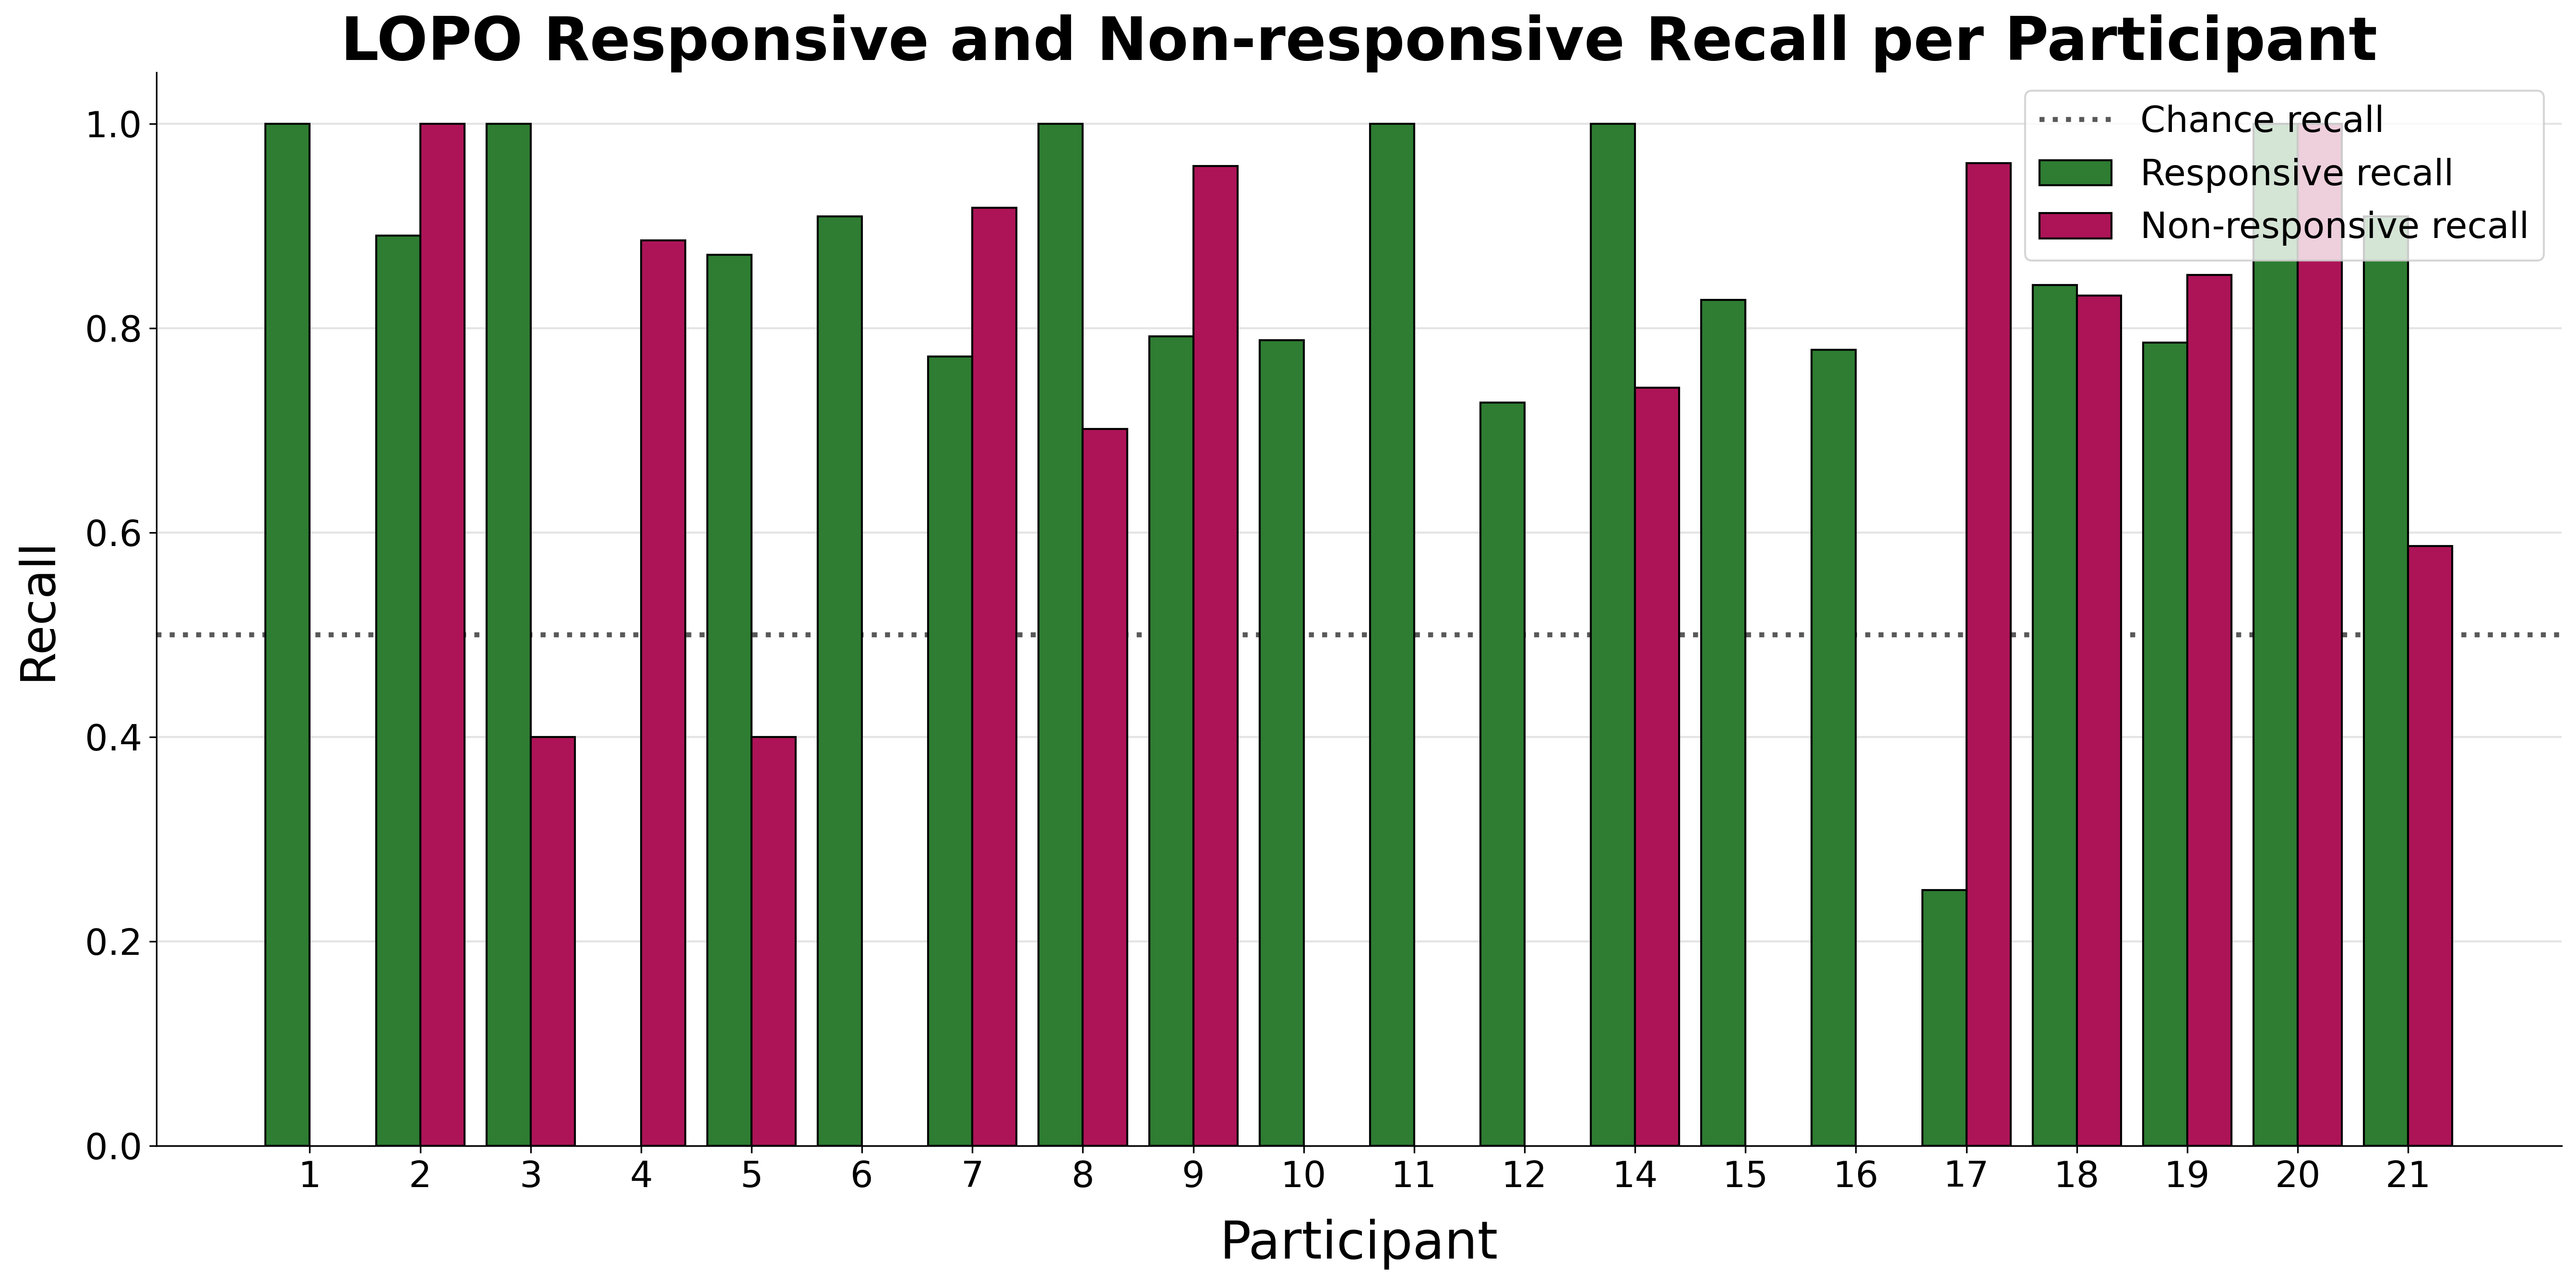 LOPO Responsive and Non-responsive Recall per Participant
Chance recall
Responsive recall
Non-responsive recall
1.0
0.8
0.6
0.4
0.2
0.0
Recall
1 2 3 4 5 6 7 8 9 10 11 12 14 15 16 17 18 19 20 21
Participant